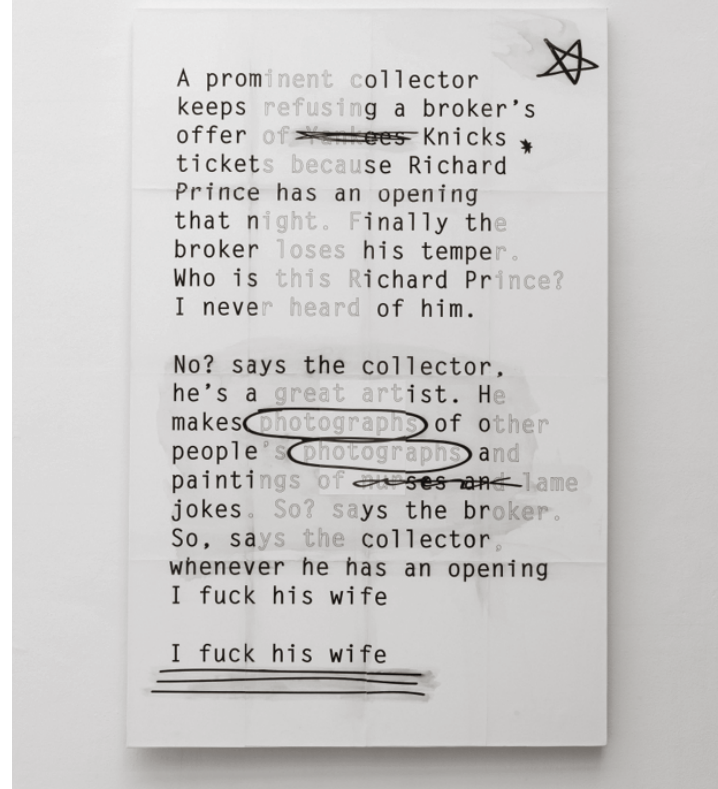 A prominent collector
keeps refusing a broker's
offer of Yankees Knicks *
tickets because Richard
Prince has an opening
that night. Finally the
broker loses his temper.
Who is this Richard Prince?
I never heard of him.
No? says the collector,
he's a great artist. He
makes photographs of other
people's photographs and
paintings of nurses and lame
jokes. So? says the broker.
So, says the collector,
whenever he has an opening
I fuck his wife
I fuck his wife